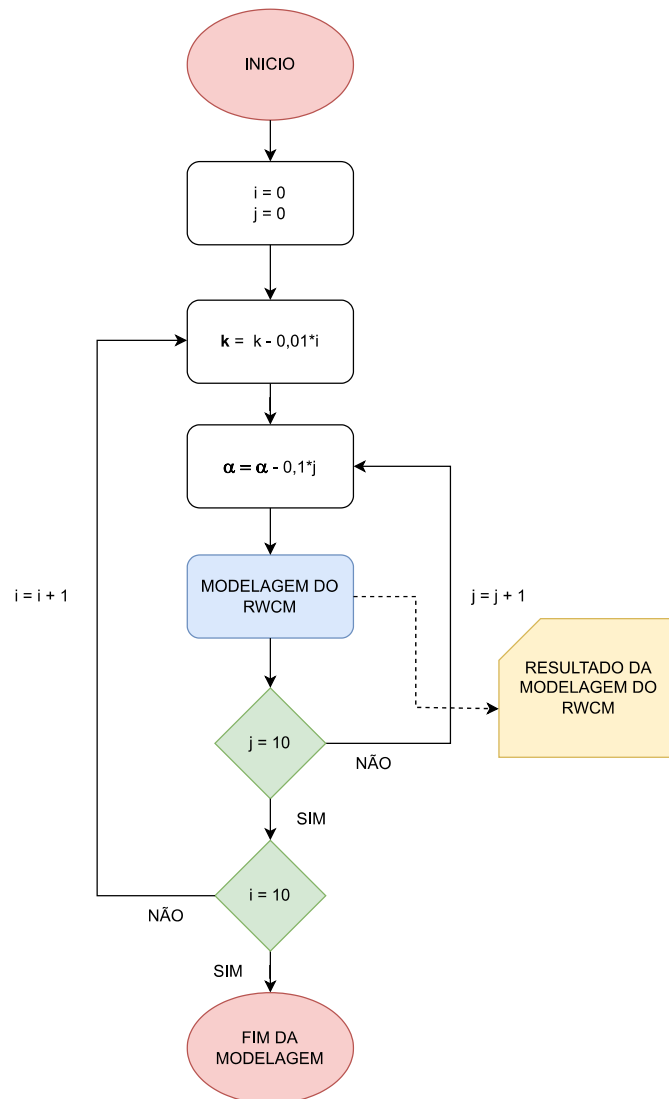 INICIO
i = 0
j = 0
k = k - 0,01*i
α = α - 0,1*j
MODELAGEM DO
RWCM
i = i + 1
j = j + 1
RESULTADO DA
MODELAGEM DO
RWCM
j = 10
NÃO
SIM
i = 10
NÃO
SIM
FIM DA
MODELAGEM